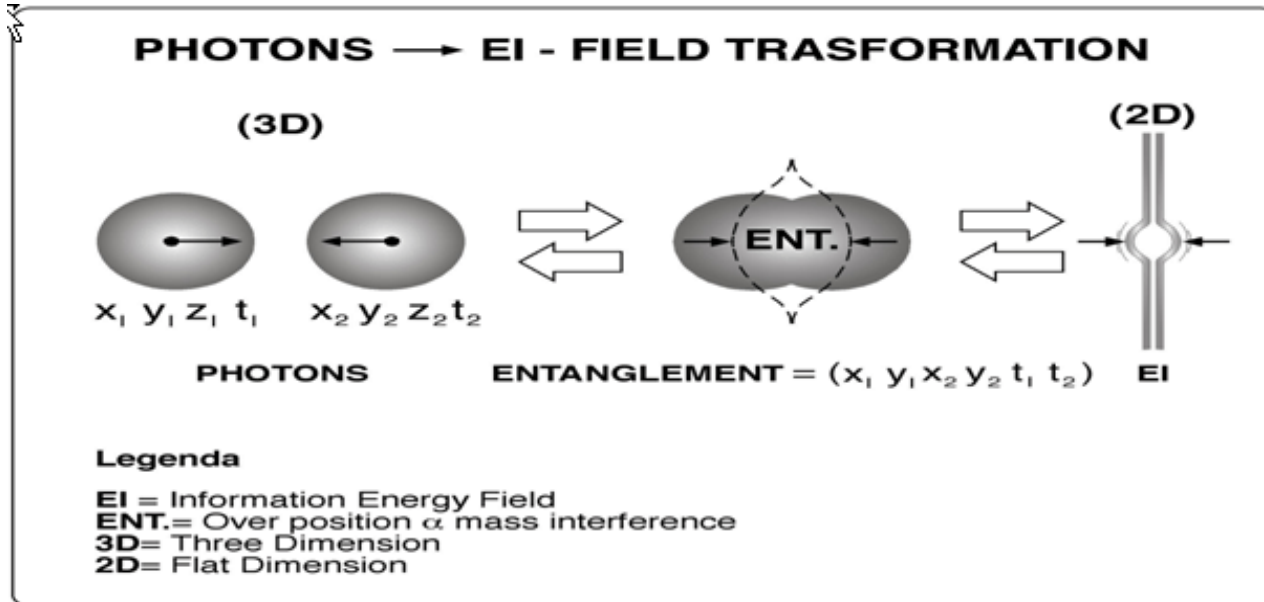 PHOTONS → EI - FIELD TRASFORMATION
(3D)
(2D)
ENT.
x₁ y₁ z₁ t₁
x₂ y₂ z₂ t₂
PHOTONS
ENTANGLEMENT = (x₁ y₁ x₂ y₂ t₁ t₂)
EI
Legenda
EI = Information Energy Field
ENT.= Over position α mass interference
3D= Three Dimension
2D= Flat Dimension